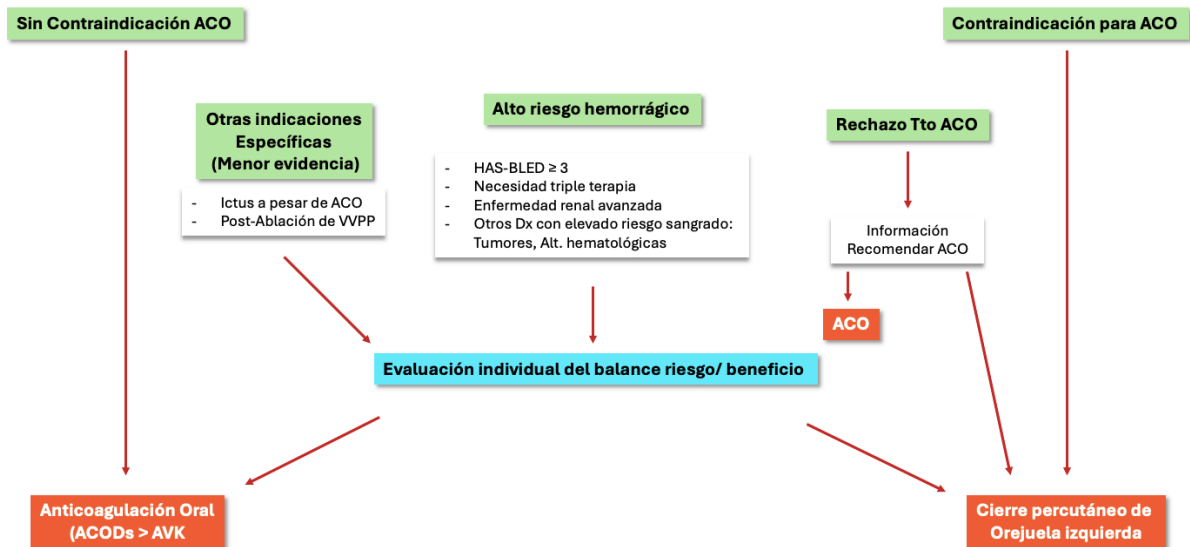 Sin Contraindicación ACO
Contraindicación para ACO
Otras indicaciones
Específicas
(Menor evidencia)
- Ictus a pesar de ACO
- Post-Ablación de VVPP
Alto riesgo hemorrágico
- HAS-BLED ≥ 3
- Necesidad triple terapia
- Enfermedad renal avanzada
- Otros Dx con elevado riesgo sangrado:
Tumores, Alt. hematológicas
Rechazo Tto ACO
Información
Recomendar ACO
ACO
Evaluación individual del balance riesgo/ beneficio
Anticoagulación Oral
(ACODs > AVK
Cierre percutáneo de
Orejuela izquierda